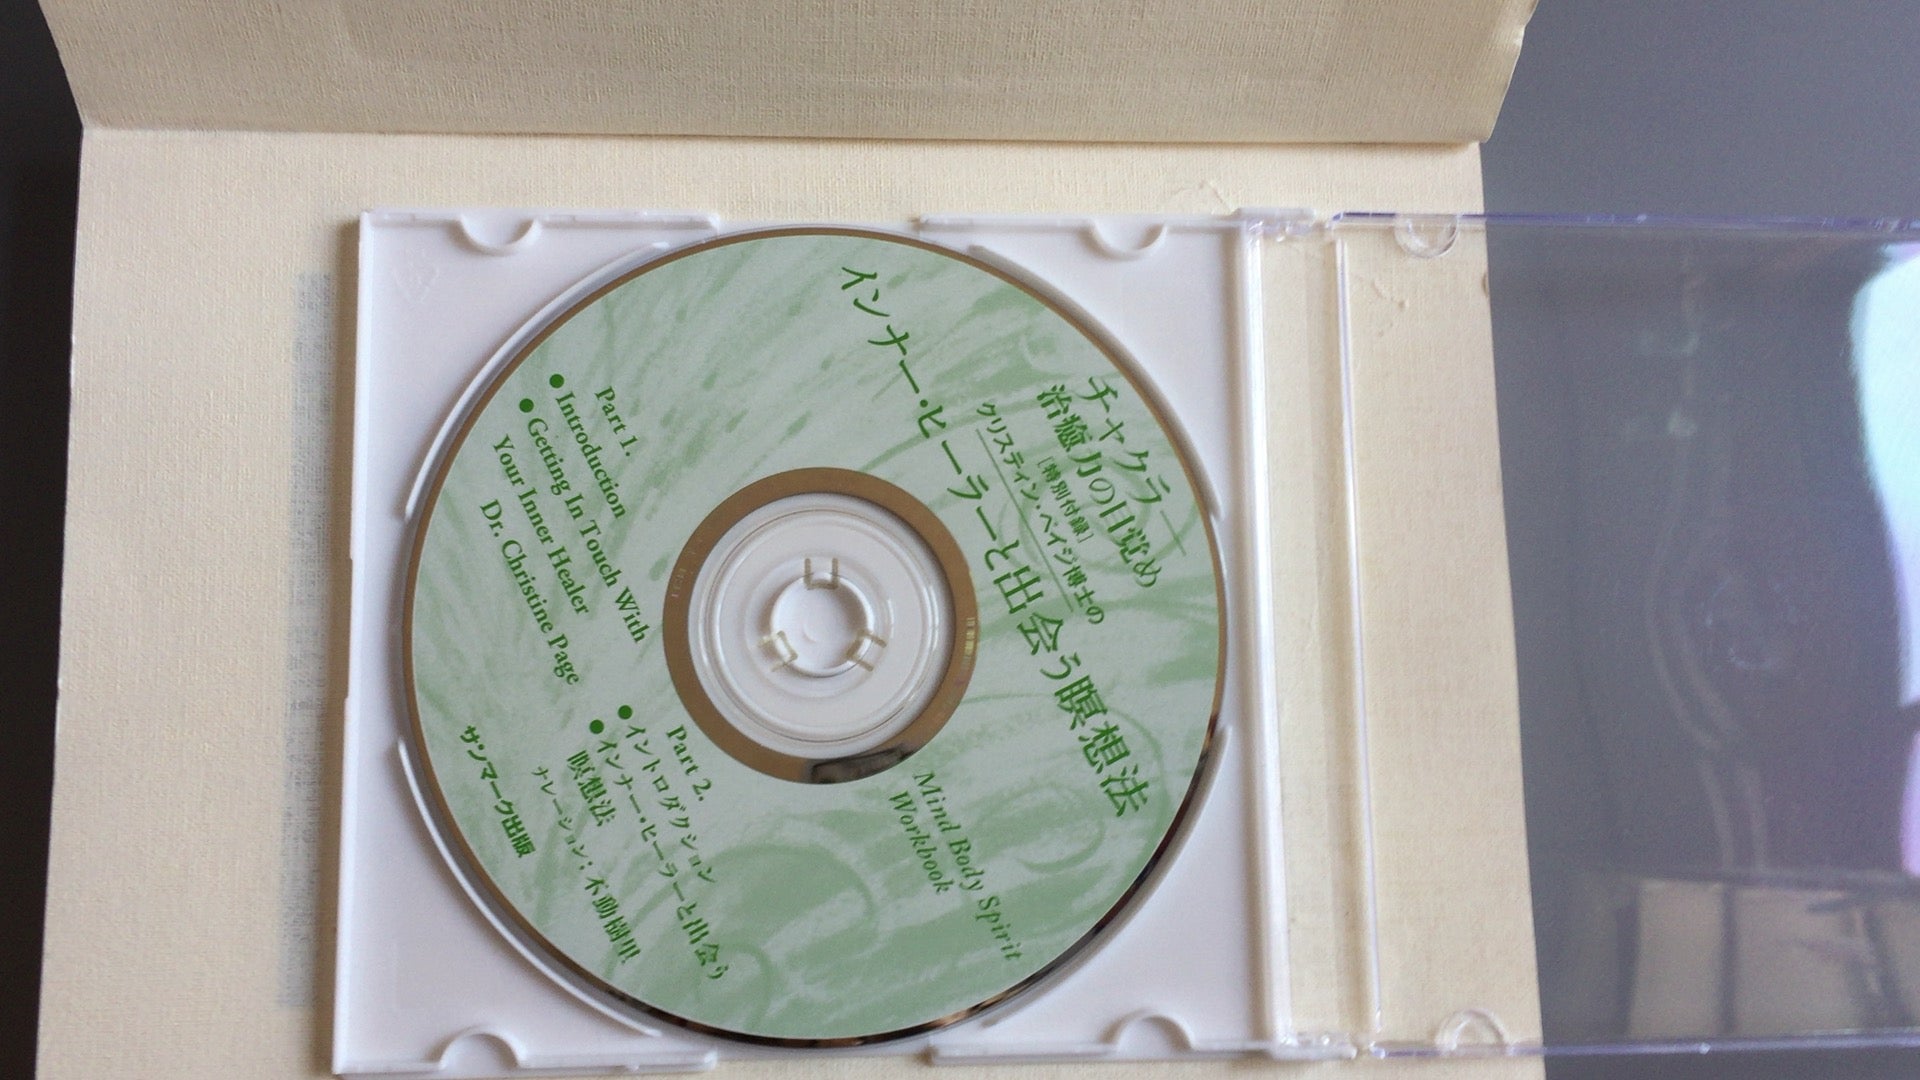 チャクラ—
治癒力の目覚め
［特別付録］
クリスティン・ペイジ博士の
インナー・ヒーラーと出会う瞑想法
Mind Body Spirit
Workbook
Part 1.
●Introduction
●Getting In Touch With
Your Inner Healer
Dr. Christine Page
Part 2.
●イントロダクション
●インナー・ヒーラーと出会う
瞑想法
ナレーション：不動樹里
サンマーク出版